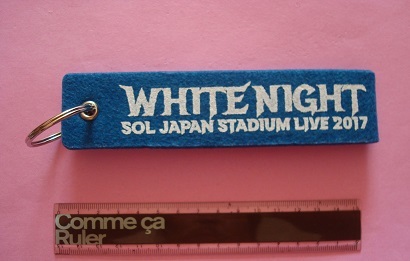 WHITE NIGHT
SOL JAPAN STADIUM LIVE 2017
Comme ça
Ruler